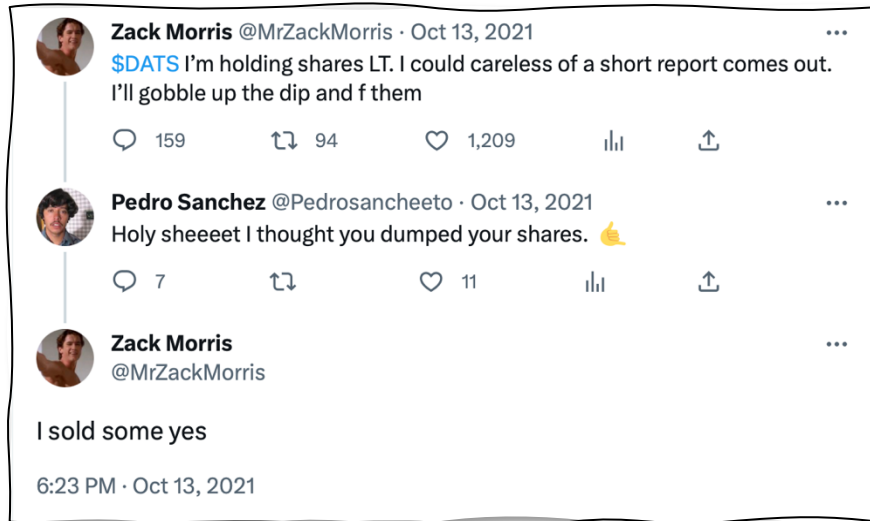 Zack Morris @MrZackMorris · Oct 13, 2021
$DATS I’m holding shares LT. I could careless of a short report comes out.
I’ll gobble up the dip and f them
159 94 1,209
Pedro Sanchez @Pedrosancheeto · Oct 13, 2021
Holy sheeeet I thought you dumped your shares. 🤙
7 11
Zack Morris
@MrZackMorris
I sold some yes
6:23 PM · Oct 13, 2021